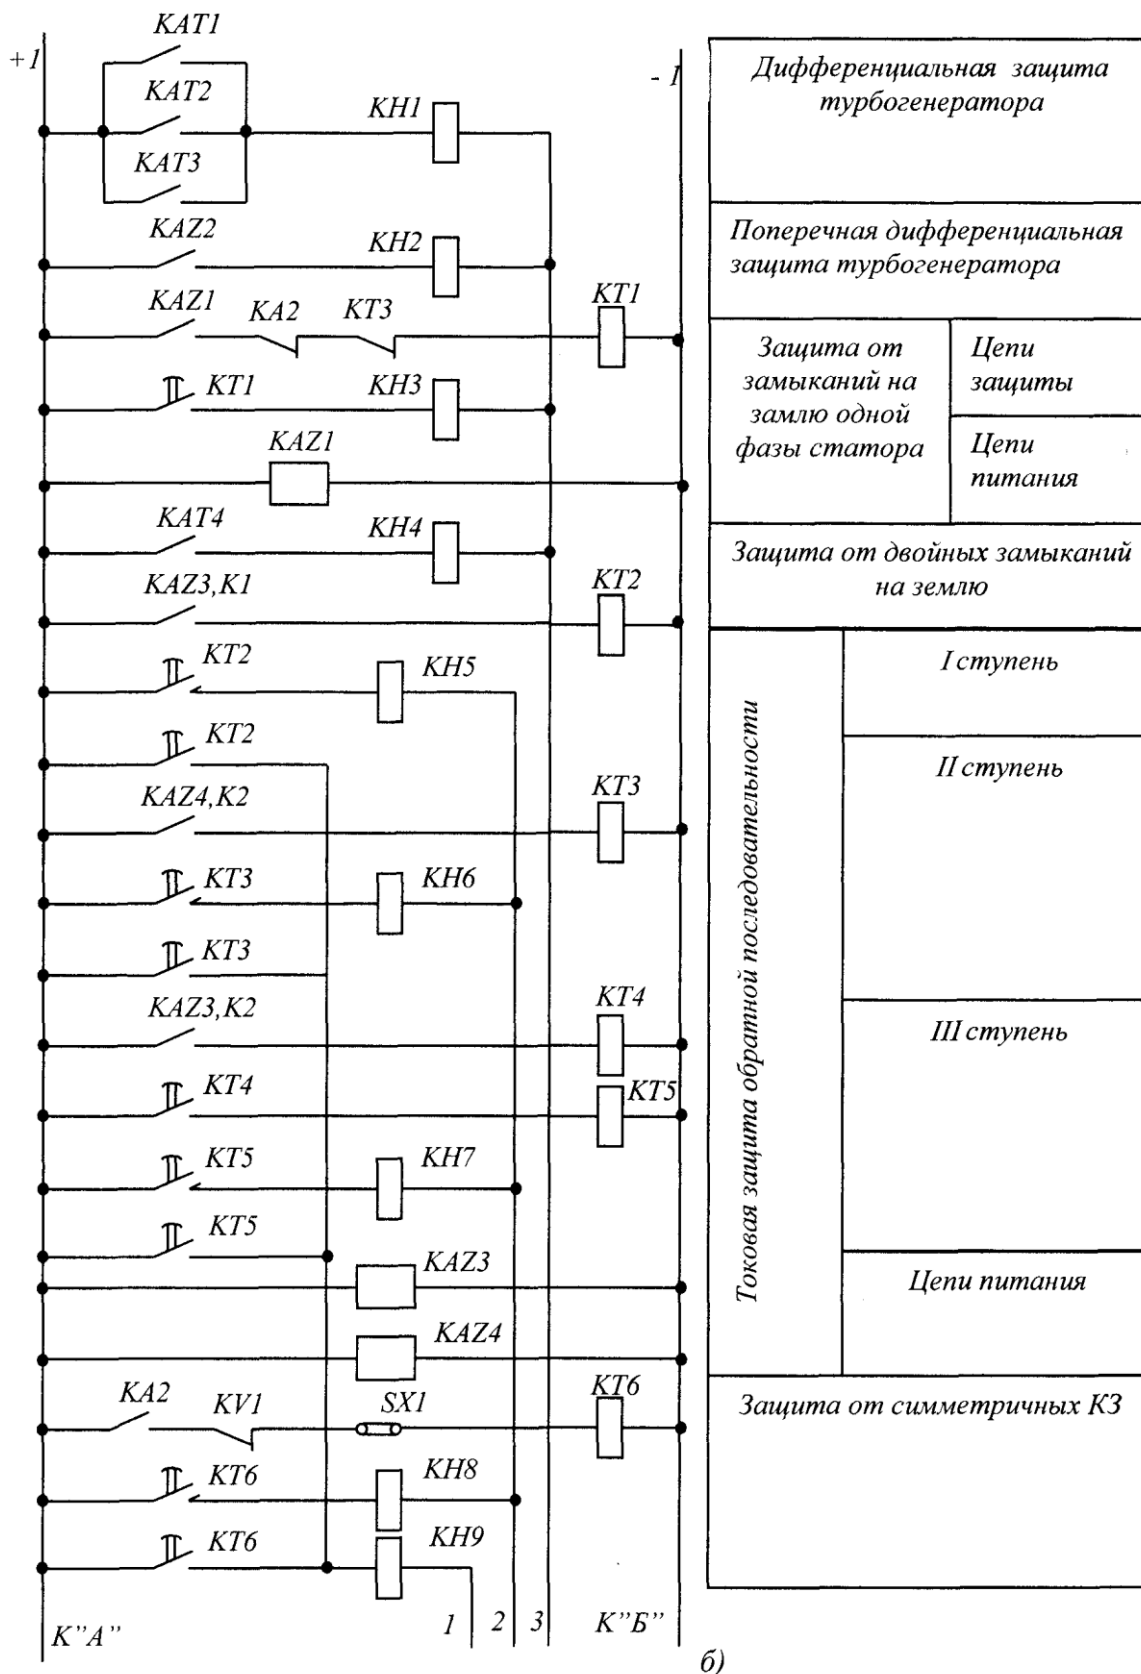 KAT1
+1
- 1
KAT2
KH1
KAT3
KAZ2
KH2
KAZ1
KA2
KT3
KT1
KT1
KH3
KAZ1
KAT4
KH4
KAZ3,K1
KT2
KT2
KH5
KT2
KAZ4,K2
KT3
KT3
KH6
KT3
KAZ3,K2
KT4
KT4
KT5
KT5
KH7
KT5
KAZ3
KAZ4
KA2
KV1
SX1
KT6
KT6
KH8
KT6
KH9
К"А"
1
2
3
К"Б"
Дифференциальная защита
турбогенератора
Поперечная дифференциальная
защита турбогенератора
Защита от
замыканий на
замлю одной
фазы статора
Цепи
защиты
Цепи
питания
Защита от двойных замыканий
на землю
Токовая защита обратной последовательности
I ступень
II ступень
III ступень
Цепи питания
Защита от симметричных КЗ
б)